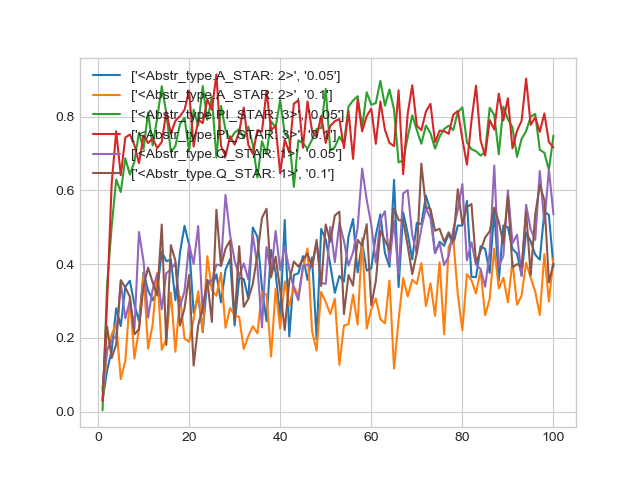 ['<Abstr_type.A_STAR: 2>', '0.05']
['<Abstr_type.A_STAR: 2>', '0.1']
['<Abstr_type.PI_STAR: 3>', '0.05']
['<Abstr_type.PI_STAR: 3>', '0.1']
['<Abstr_type.Q_STAR: 1>', '0.05']
['<Abstr_type.Q_STAR: 1>', '0.1']
0.8
0.6
0.4
0.2
0.0
0 20 40 60 80 100